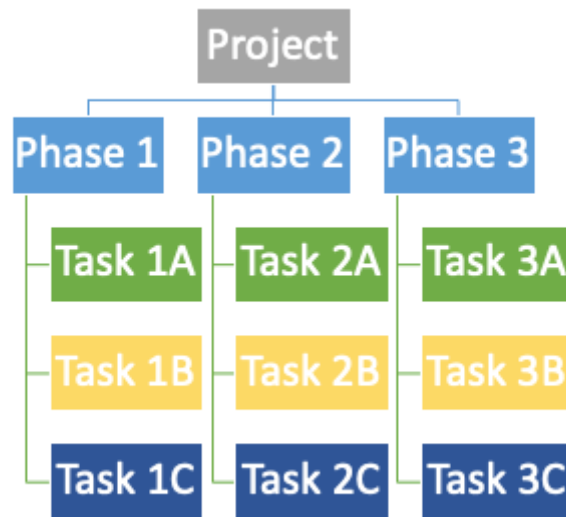 Project
Phase 1
Phase 2
Phase 3
Task 1A
Task 2A
Task 3A
Task 1B
Task 2B
Task 3B
Task 1C
Task 2C
Task 3C